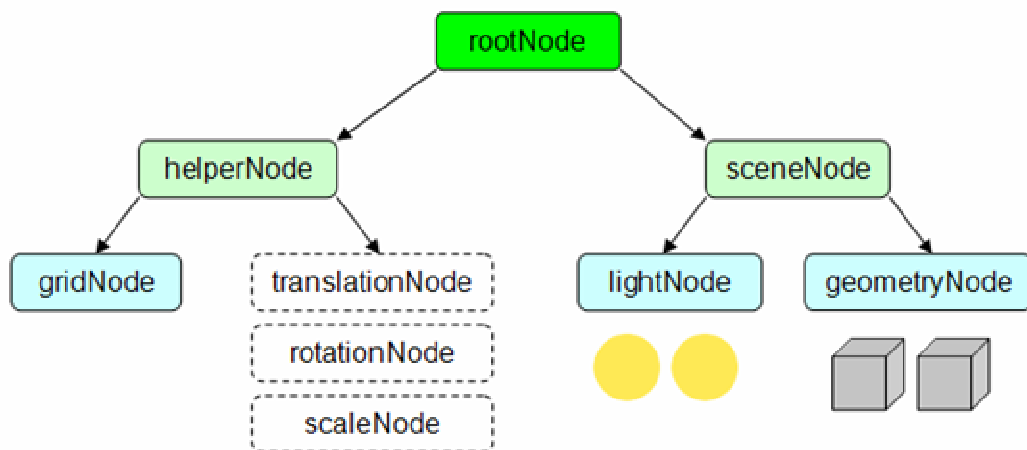 rootNode
helperNode
sceneNode
gridNode
translationNode
lightNode
geometryNode
rotationNode
scaleNode